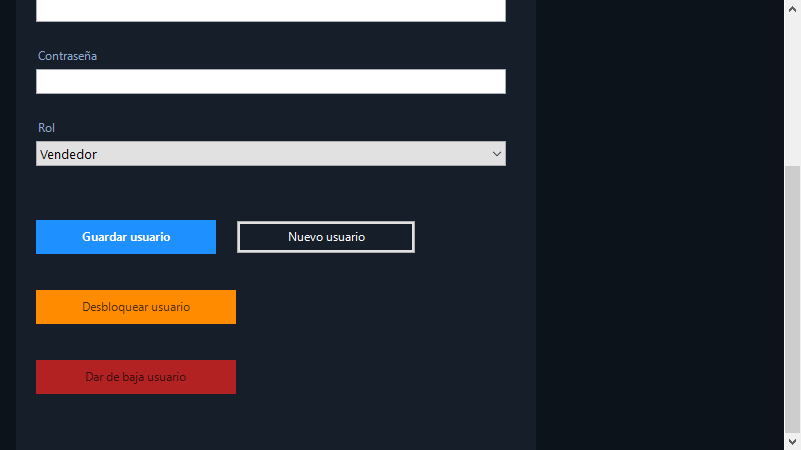 Contraseña
Rol
Vendedor
Guardar usuario
Nuevo usuario
Desbloquear usuario
Dar de baja usuario